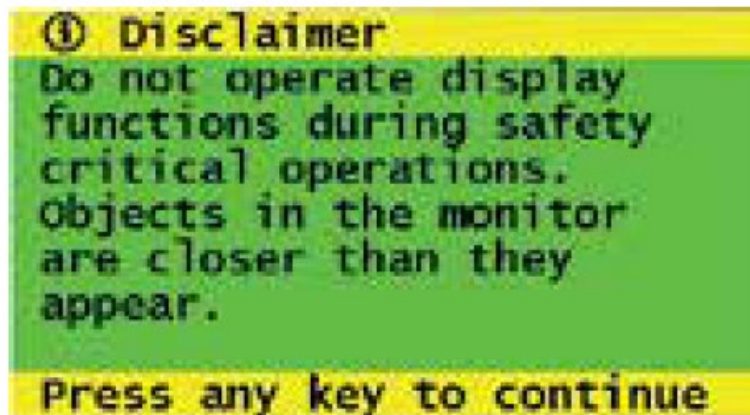 ⓘ Disclaimer
Do not operate display
functions during safety
critical operations.
Objects in the monitor
are closer than they
appear.
Press any key to continue